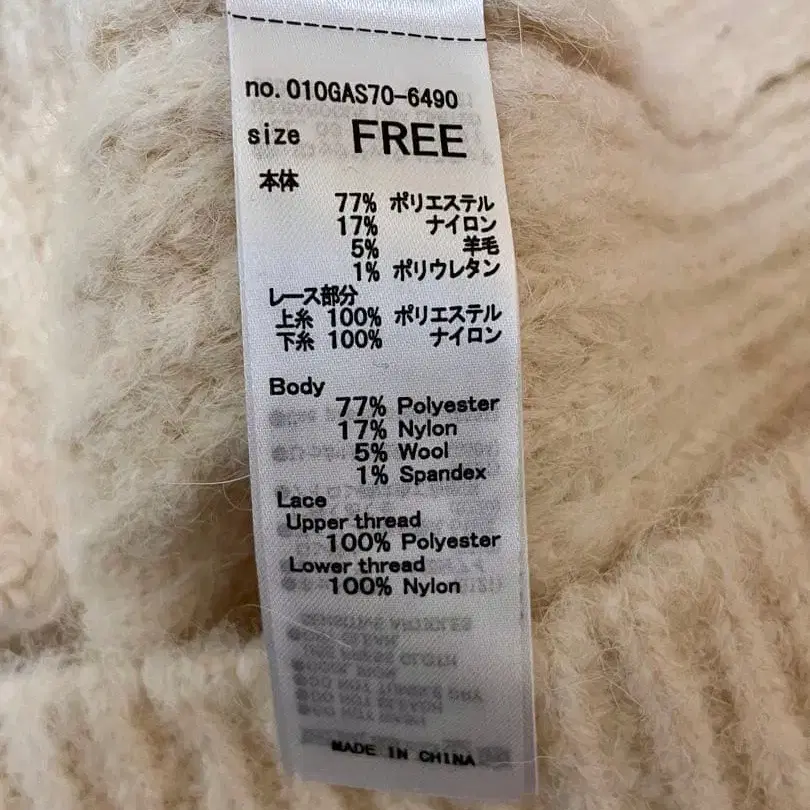 no. 010GAS70-6490
size FREE
本体
77% ポリエステル
17% ナイロン
5% 羊毛
1% ポリウレタン
レース部分
上糸 100% ポリエステル
下糸 100% ナイロン
Body
77% Polyester
17% Nylon
5% Wool
1% Spandex
Lace
Upper thread
100% Polyester
Lower thread
100% Nylon
MADE IN CHINA